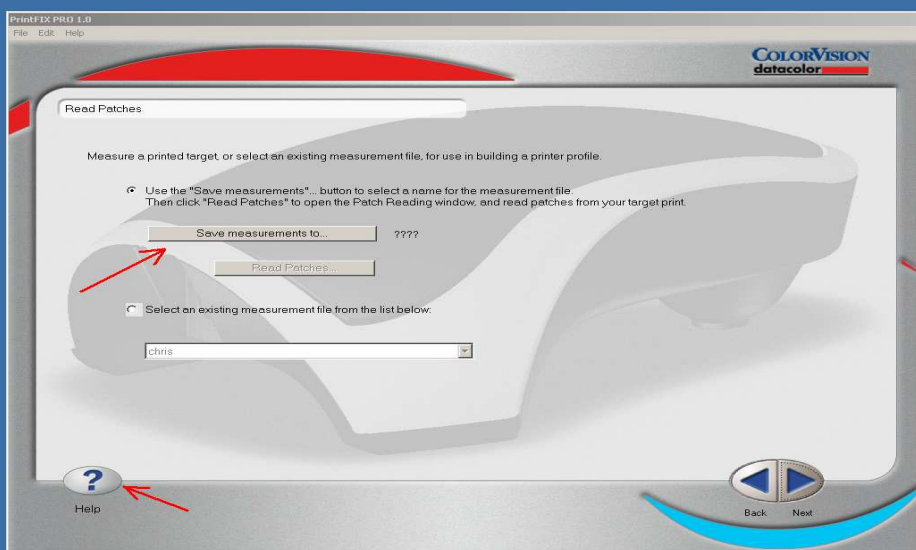 PrintFIX PRO 1.0
File Edit Help
COLORVISION
datacolor
Read Patches
Measure a printed target, or select an existing measurement file, for use in building a printer profile.
Use the "Save measurements"... button to select a name for the measurement file.
Then click "Read Patches" to open the Patch Reading window, and read patches from your target print.
Save measurements to... ????
Read Patches...
Select an existing measurement file from the list below:
chris
?
Help
Back Next